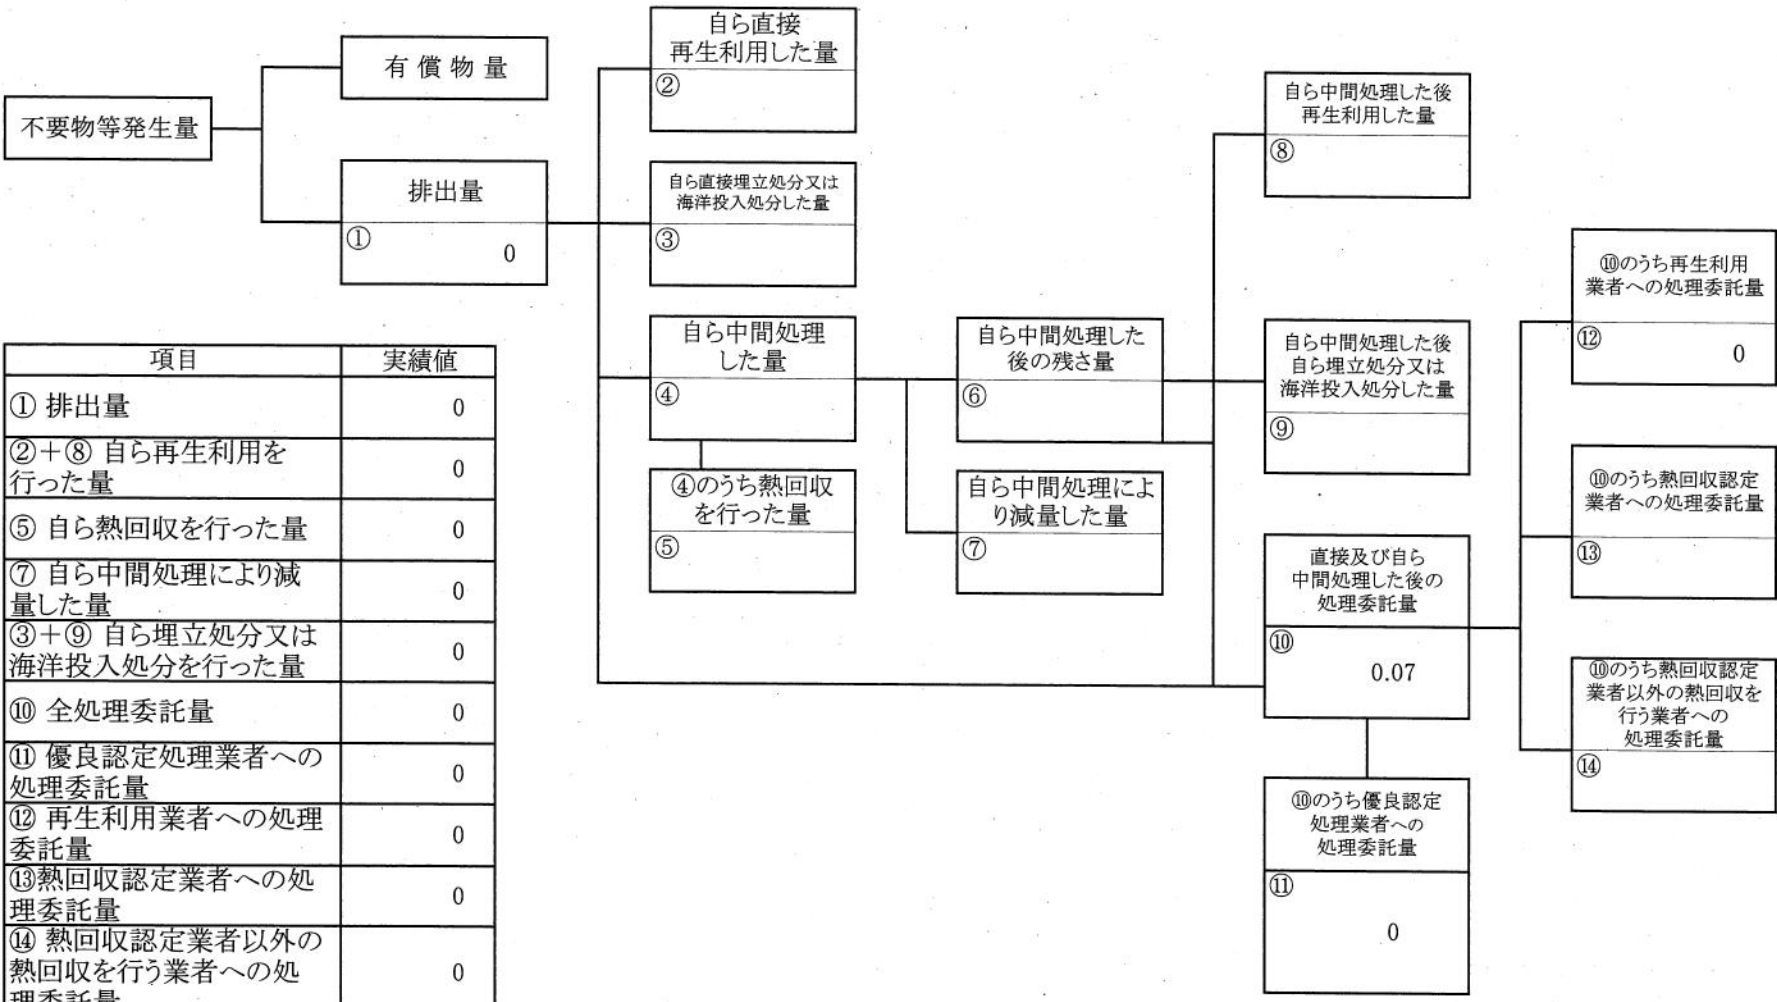 不要物等発生量
有償物量
排出量
①
0
自ら直接
再生利用した量
②
自ら直接埋立処分又は
海洋投入処分した量
③
自ら中間処理
した量
④
④のうち熱回収
を行った量
⑤
自ら中間処理した
後の残さ量
⑥
自ら中間処理によ
り減量した量
⑦
自ら中間処理した後
再生利用した量
⑧
自ら中間処理した後
自ら埋立処分又は
海洋投入処分した量
⑨
直接及び自ら
中間処理した後の
処理委託量
⑩
0.07
⑩のうち優良認定
処理業者への
処理委託量
⑪
0
⑩のうち再生利用
業者への処理委託量
⑫
0
⑩のうち熱回収認定
業者への処理委託量
⑬
⑩のうち熱回収認定
業者以外の熱回収を
行う業者への
処理委託量
⑭
項目 実績値
① 排出量 0
②+⑧ 自ら再生利用を
行った量 0
⑤ 自ら熱回収を行った量 0
⑦ 自ら中間処理により減
量した量 0
③+⑨ 自ら埋立処分又は
海洋投入処分を行った量 0
⑩ 全処理委託量 0
⑪ 優良認定処理業者への
処理委託量 0
⑫ 再生利用業者への処理
委託量 0
⑬熱回収認定業者への処
理委託量 0
⑭ 熱回収認定業者以外の
熱回収を行う業者への処 0
理委託量